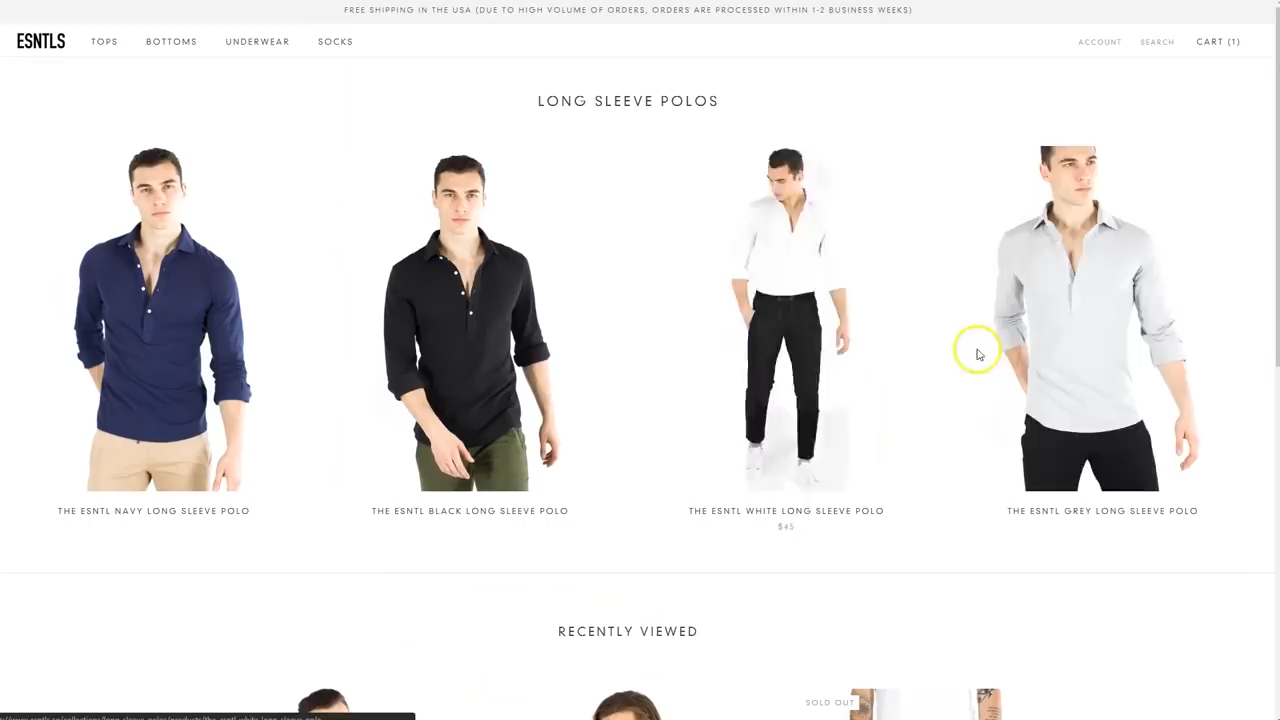 FREE SHIPPING IN THE USA (DUE TO HIGH VOLUME OF ORDERS, ORDERS ARE PROCESSED WITHIN 1-2 BUSINESS WEEKS)
ESNTLS TOPS BOTTOMS UNDERWEAR SOCKS ACCOUNT SEARCH CART (1)
LONG SLEEVE POLOS
THE ESNTL NAVY LONG SLEEVE POLO
THE ESNTL BLACK LONG SLEEVE POLO
THE ESNTL WHITE LONG SLEEVE POLO
$45
THE ESNTL GREY LONG SLEEVE POLO
RECENTLY VIEWED
SOLD OUT